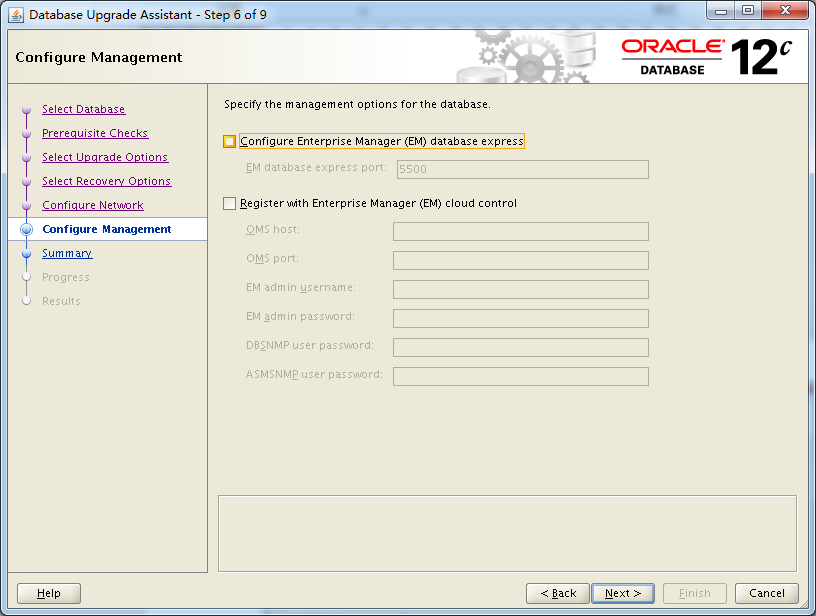 Database Upgrade Assistant - Step 6 of 9
Configure Management
ORACLE®
DATABASE
12c
Select Database
Prerequisite Checks
Select Upgrade Options
Select Recovery Options
Configure Network
Configure Management
Summary
Progress
Results
Specify the management options for the database.
Configure Enterprise Manager (EM) database express
EM database express port: 5500
Register with Enterprise Manager (EM) cloud control
OMS host:
OMS port:
EM admin username:
EM admin password:
DBSNMP user password:
ASMSNMP user password:
Help
< Back
Next >
Finish
Cancel